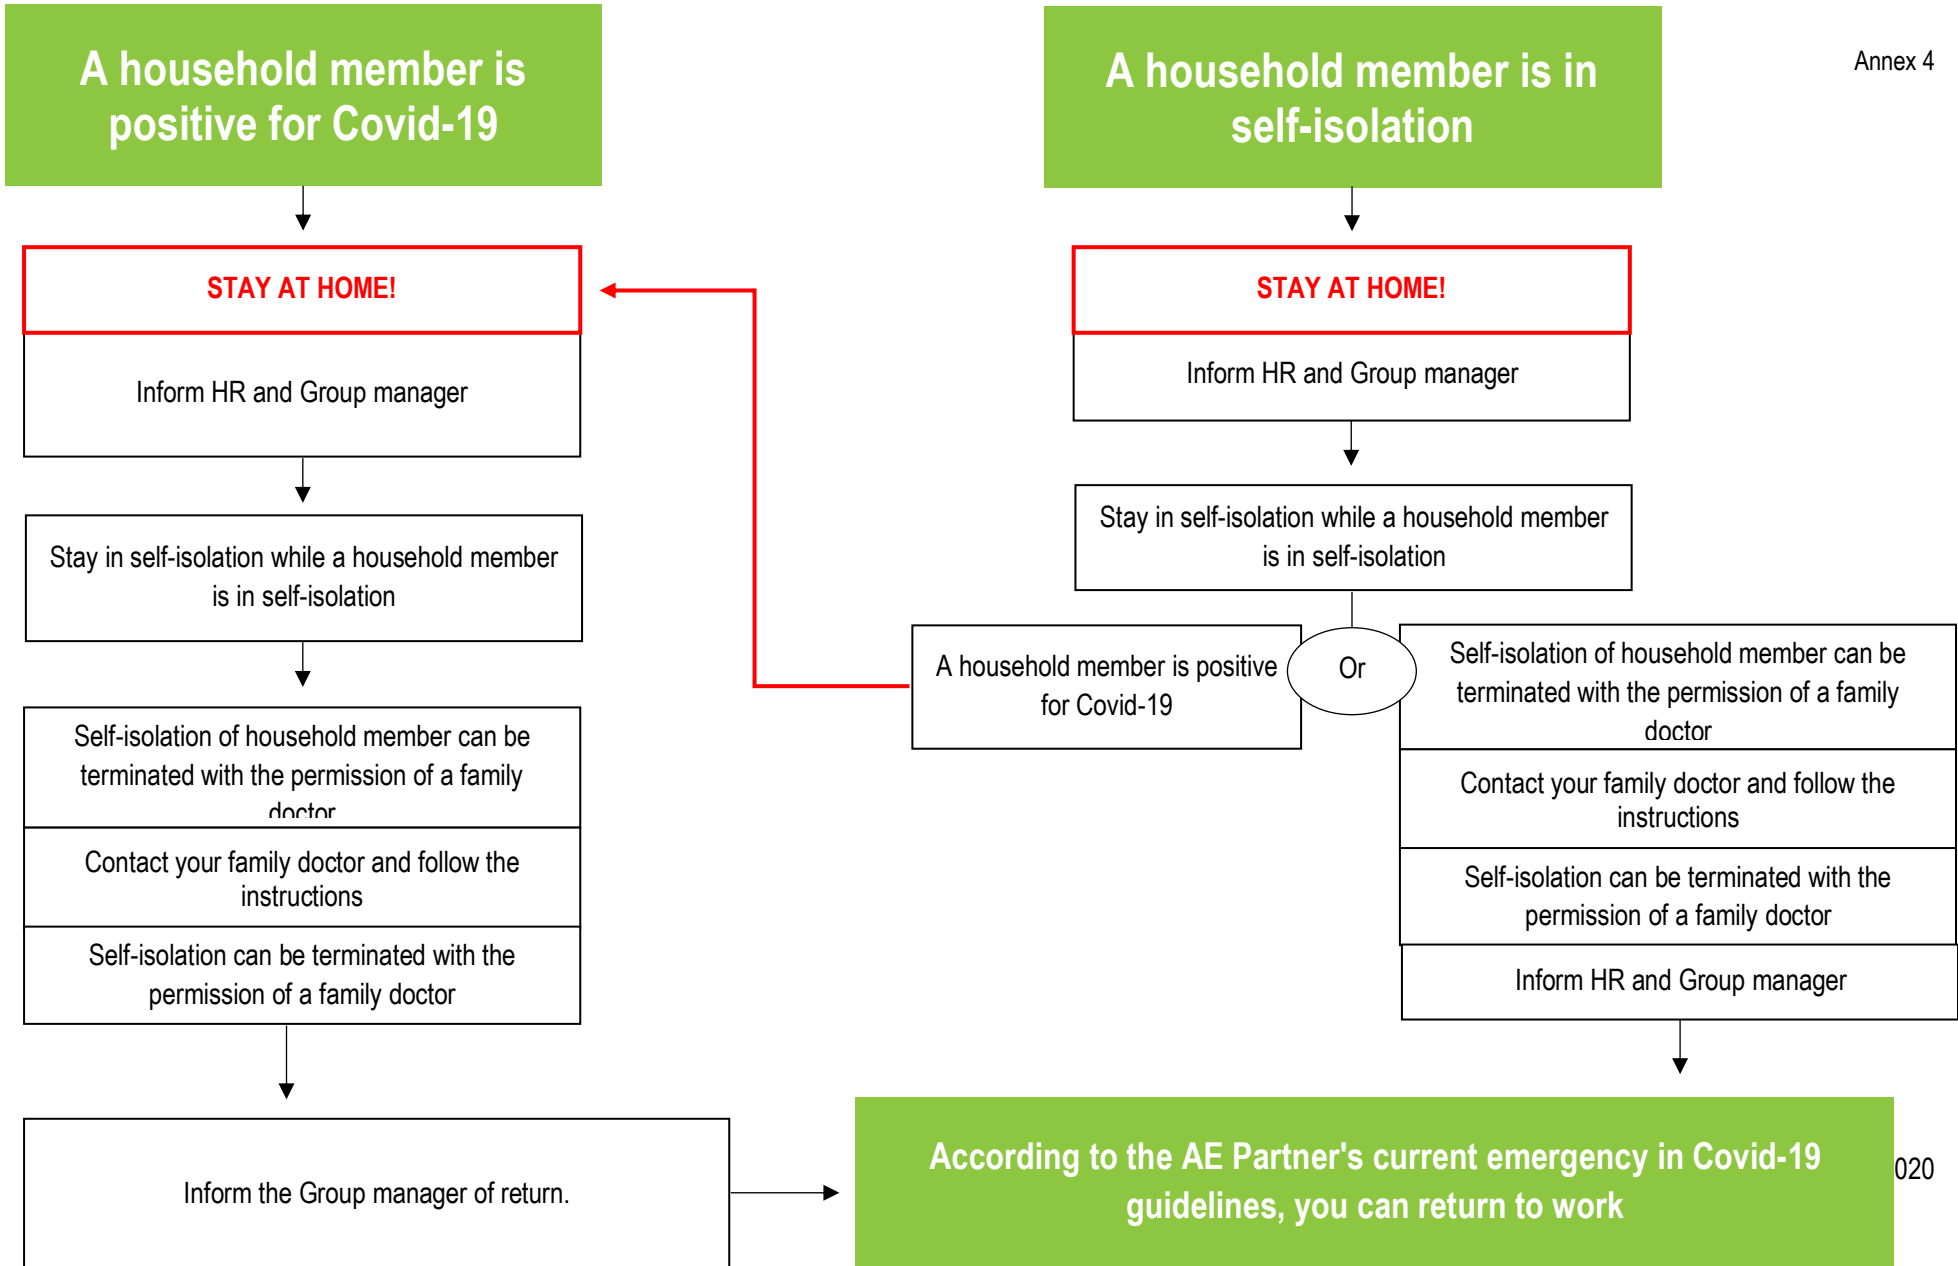 A household member is
positive for Covid-19
A household member is in
self-isolation
Annex 4
STAY AT HOME!
Inform HR and Group manager
Stay in self-isolation while a household member
is in self-isolation
Self-isolation of household member can be
terminated with the permission of a family
doctor
Contact your family doctor and follow the
instructions
Self-isolation can be terminated with the
permission of a family doctor
Inform the Group manager of return.
STAY AT HOME!
Inform HR and Group manager
Stay in self-isolation while a household member
is in self-isolation
A household member is positive
for Covid-19
Or
Self-isolation of household member can be
terminated with the permission of a family
doctor
Contact your family doctor and follow the
instructions
Self-isolation can be terminated with the
permission of a family doctor
Inform HR and Group manager
According to the AE Partner's current emergency in Covid-19
guidelines, you can return to work
020